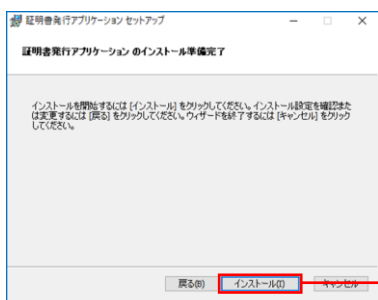 証明書発行アプリケーション セットアップ
証明書発行アプリケーション のインストール準備完了
インストールを開始するには [インストール] をクリックしてください。インストール設定を確認また
は変更するには [戻る] をクリックしてください。ウィザードを終了するには [キャンセル] をクリック
してください。
戻る(B) インストール(I) キャンセル